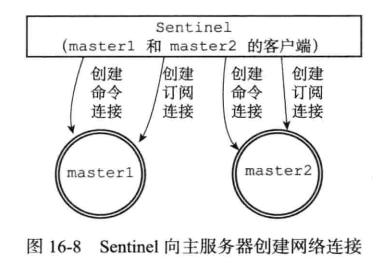 Sentinel
(master1 和 master2 的客户端)
创建 创建 创建 创建
命令 订阅 命令 订阅
连接 连接 连接 连接
master1 master2
图 16-8 Sentinel 向主服务器创建网络连接